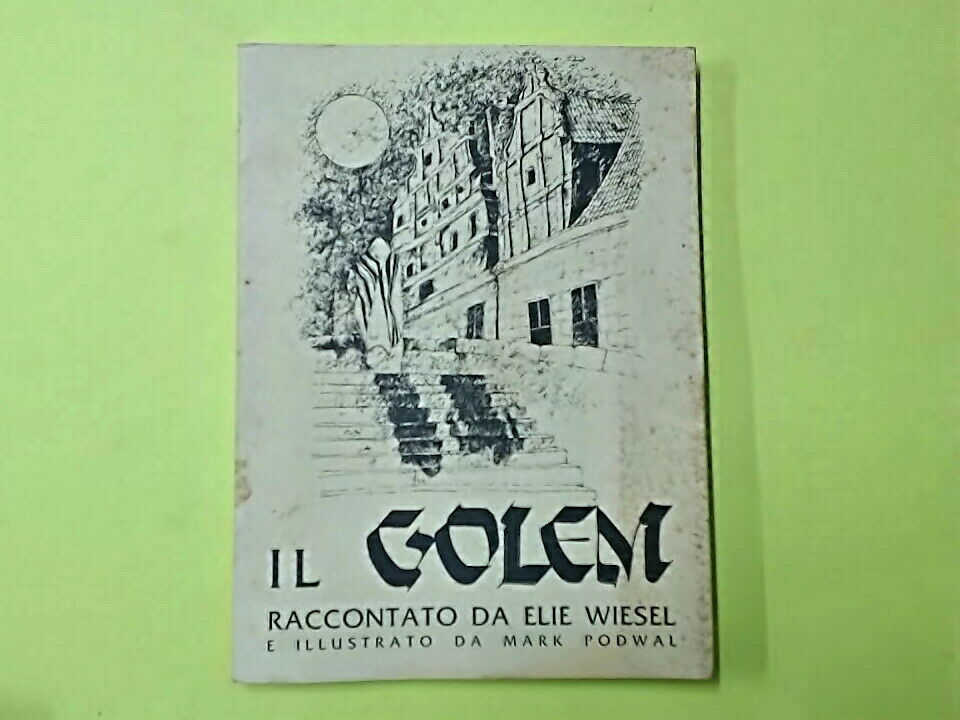 IL GOLEM
RACCONTATO DA ELIE WIESEL
E ILLUSTRATO DA MARK PODWAL